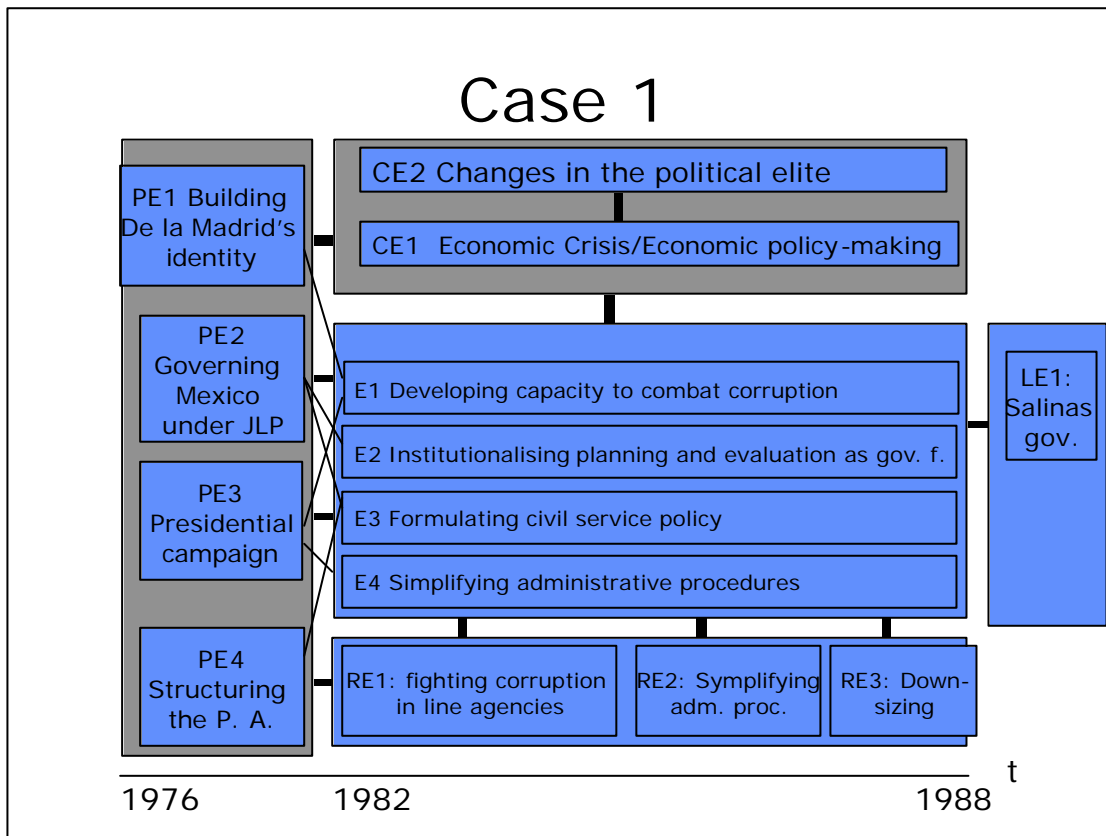 Case 1
PE1 Building
De la Madrid's
identity
PE2
Governing
Mexico
under JLP
PE3
Presidential
campaign
PE4
Structuring
the P. A.
CE2 Changes in the political elite
CE1 Economic Crisis/Economic policy-making
E1 Developing capacity to combat corruption
E2 Institutionalising planning and evaluation as gov. f.
E3 Formulating civil service policy
E4 Simplifying administrative procedures
RE1: fighting corruption
in line agencies
RE2: Symplifying
adm. proc.
RE3: Down-
sizing
LE1:
Salinas
gov.
t
1976
1982
1988